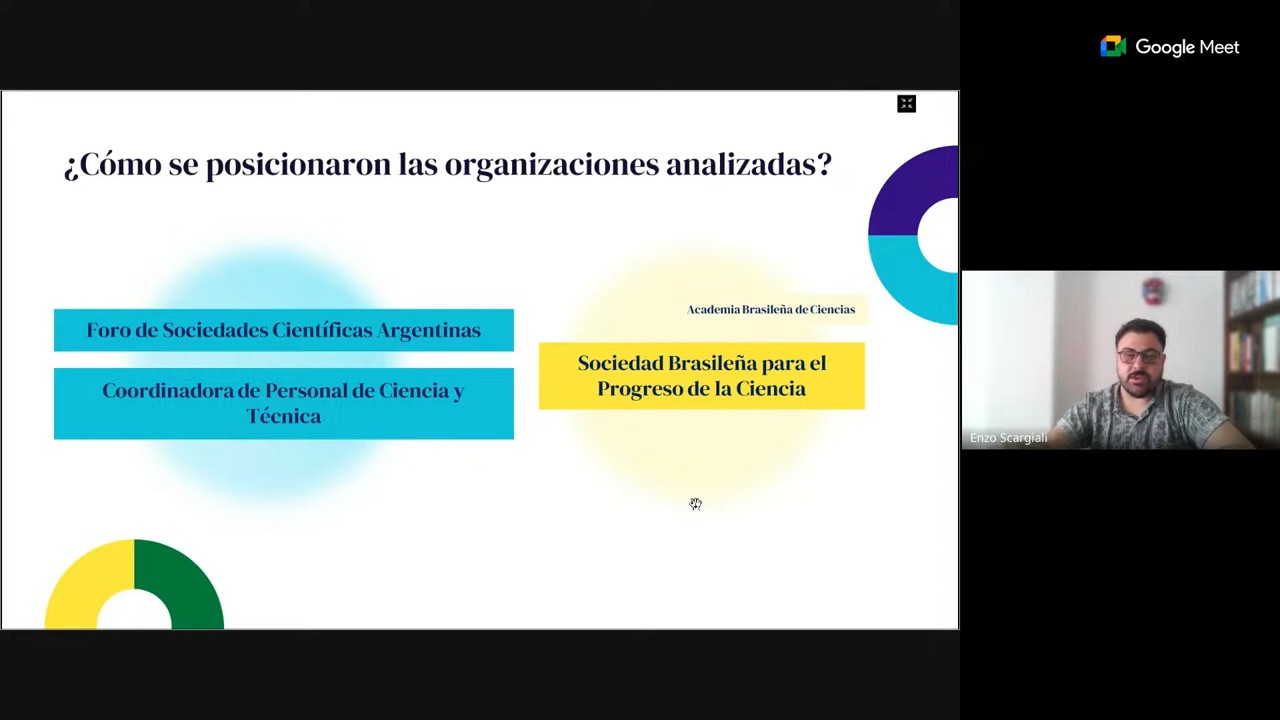 Google Meet
¿Cómo se posicionaron las organizaciones analizadas?
Foro de Sociedades Científicas Argentinas
Coordinadora de Personal de Ciencia y
Técnica
Academia Brasileña de Ciencias
Sociedad Brasileña para el
Progreso de la Ciencia
Enzo Scargiali